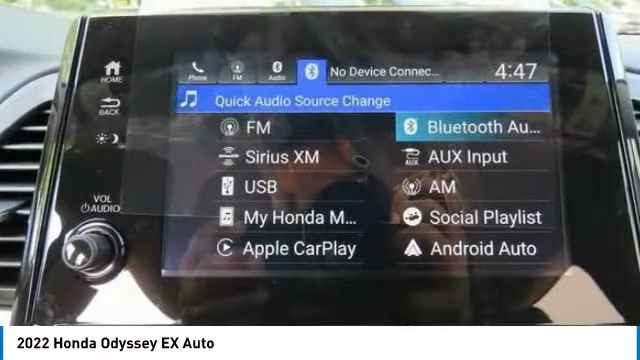 HOME
BACK
VOL
AUDIO
Phone
FM
Audio
No Device Connec...
4:47
Quick Audio Source Change
FM
Bluetooth Au...
Sirius XM
AUX
AUX Input
USB
AM
My Honda M...
Social Playlist
Apple CarPlay
Android Auto
2022 Honda Odyssey EX Auto